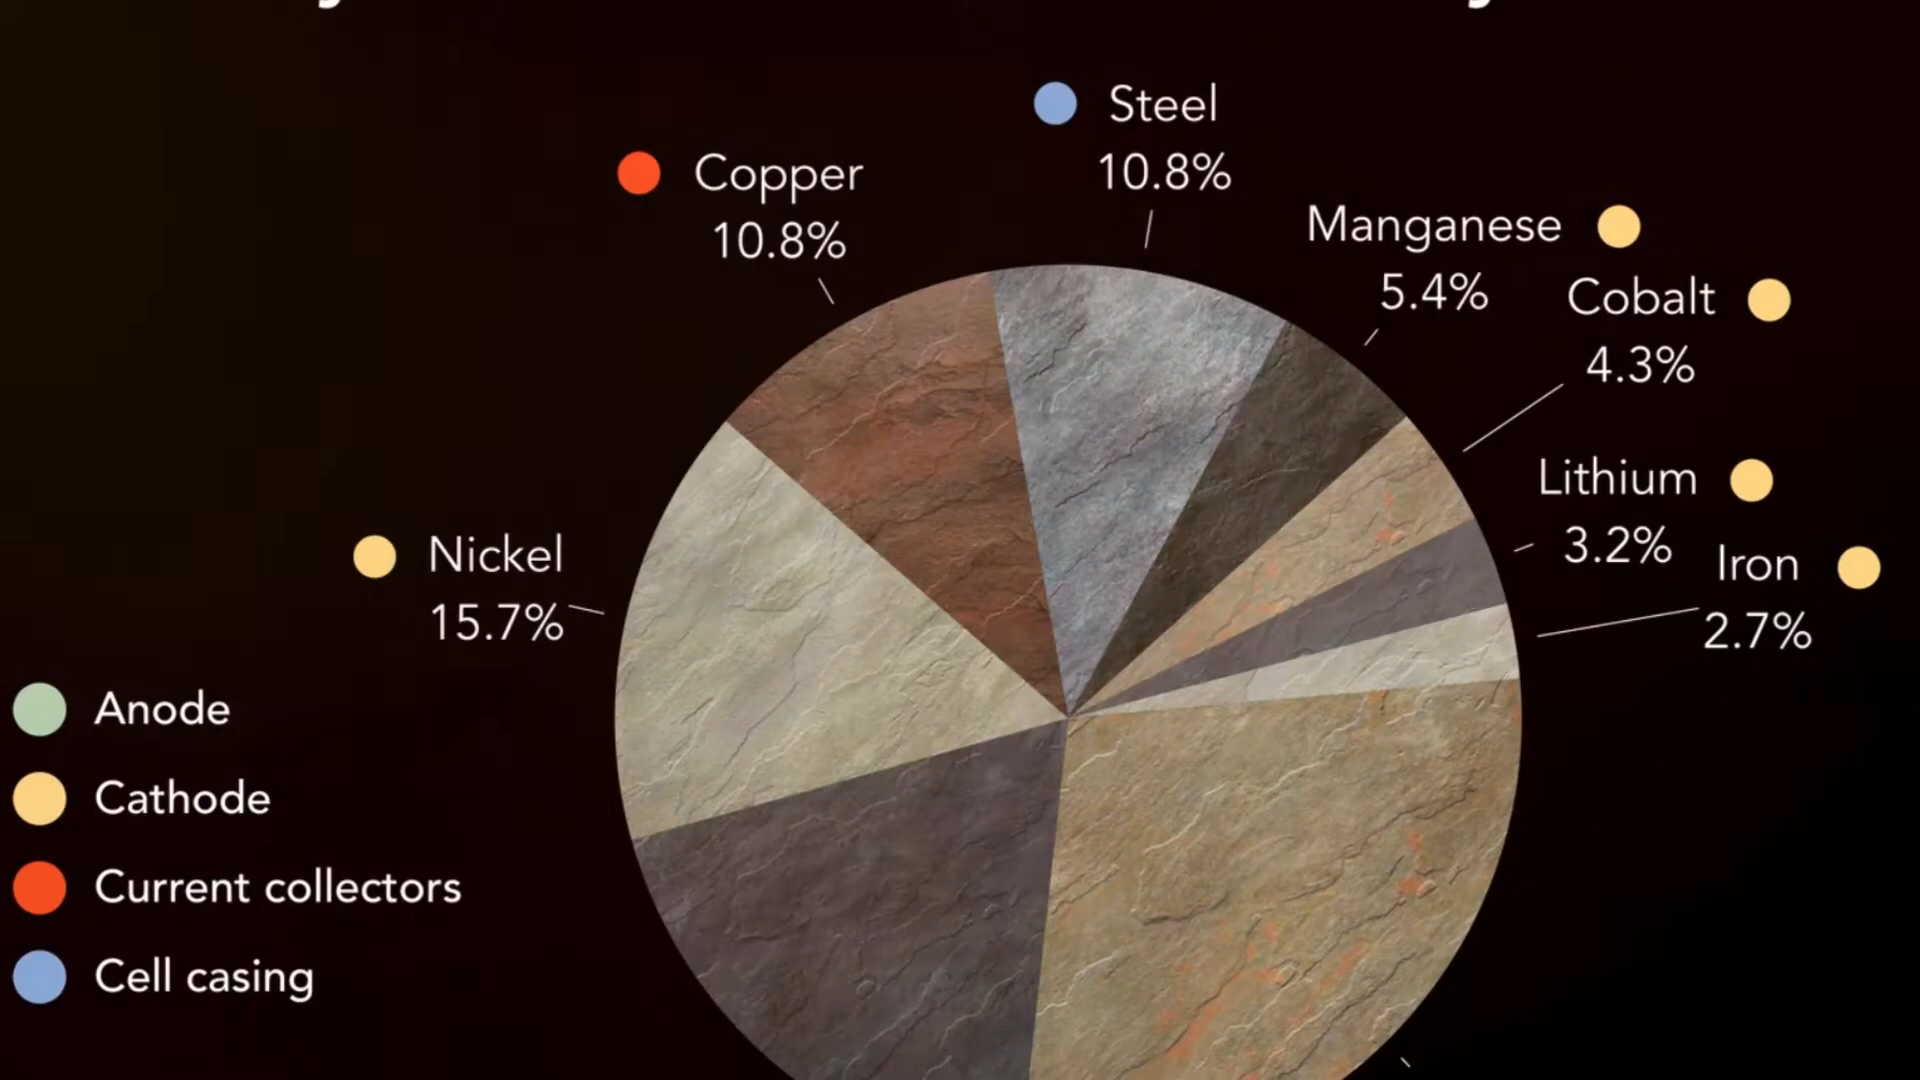 Steel
10.8%
Copper
10.8%
Manganese
5.4%
Cobalt
4.3%
Lithium
3.2%
Iron
2.7%
Nickel
15.7%
Anode
Cathode
Current collectors
Cell casing